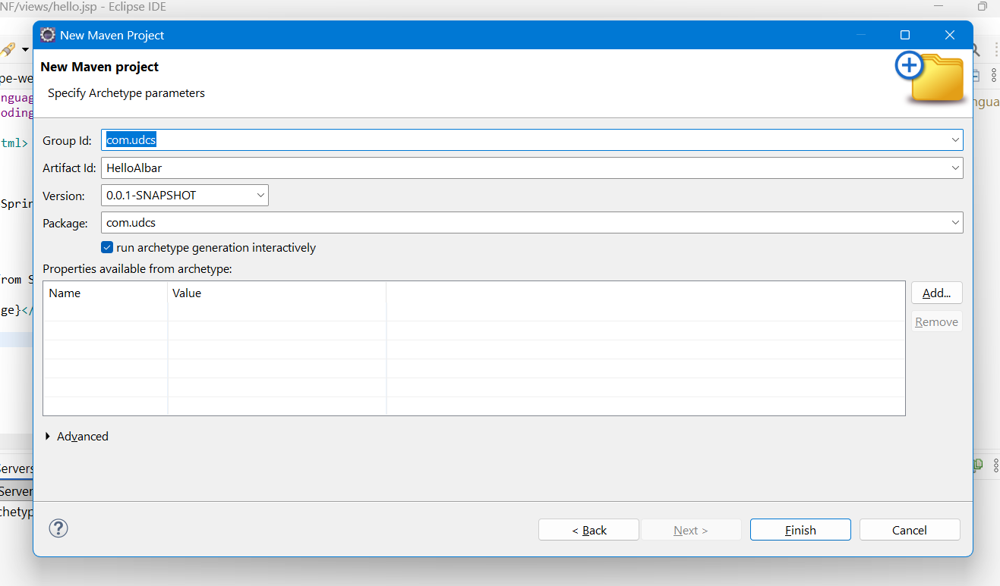 NF/views/hello.jsp - Eclipse IDE
New Maven Project
New Maven project
Specify Archetype parameters
pe-we
nguag
oding
tml>
Sprin
rom S
ge}</
ngua
Group Id: com.udcs
Artifact Id: HelloAlbar
Version: 0.0.1-SNAPSHOT
Package: com.udcs
run archetype generation interactively
Properties available from archetype:
Name Value
Add...
Remove
Advanced
Servers
Server
chetyp
? < Back Next > Finish Cancel